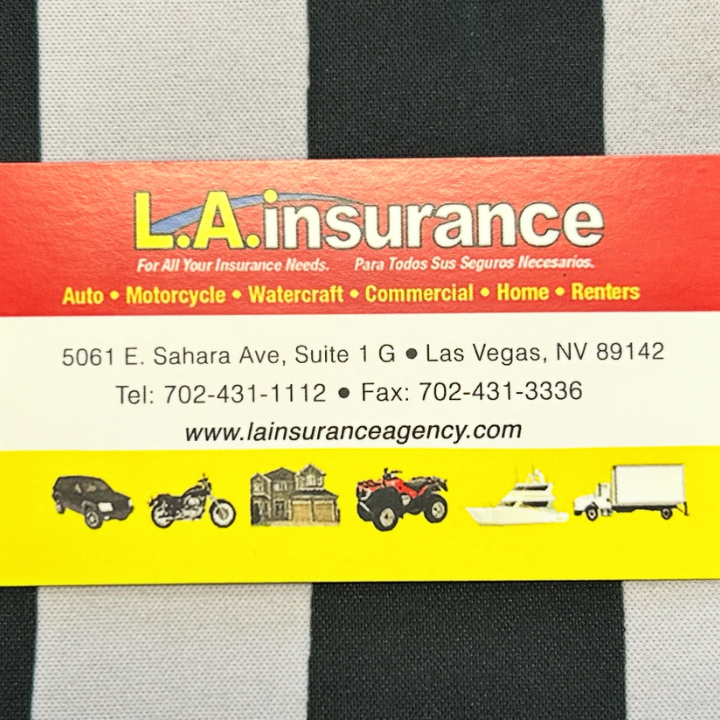 L.A.insurance
For All Your Insurance Needs. Para Todos Sus Seguros Necesarios.
Auto • Motorcycle • Watercraft • Commercial • Home • Renters
5061 E. Sahara Ave, Suite 1 G • Las Vegas, NV 89142
Tel: 702-431-1112 • Fax: 702-431-3336
www.lainsuranceagency.com